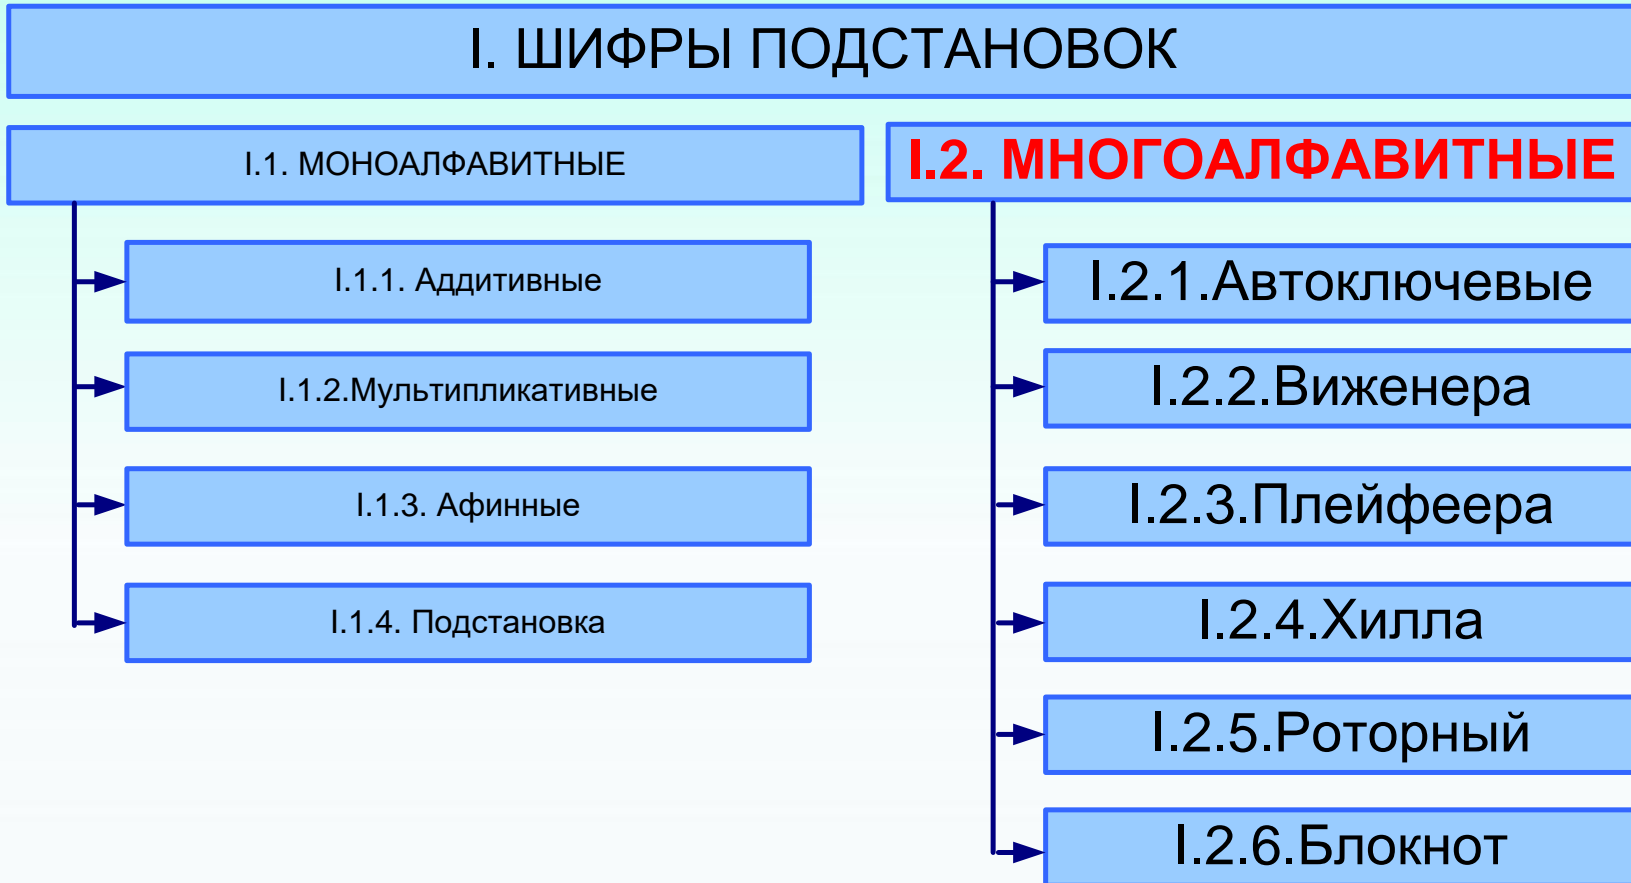 I. ШИФРЫ ПОДСТАНОВОК
I.1. МОНОАЛФАВИТНЫЕ
I.1.1. Аддитивные
I.1.2.Мультипликативные
I.1.3. Афинные
I.1.4. Подстановка
I.2. МНОГОАЛФАВИТНЫЕ
I.2.1.Автоключевые
I.2.2.Виженера
I.2.3.Плейфеера
I.2.4.Хилла
I.2.5.Роторный
I.2.6.Блокнот